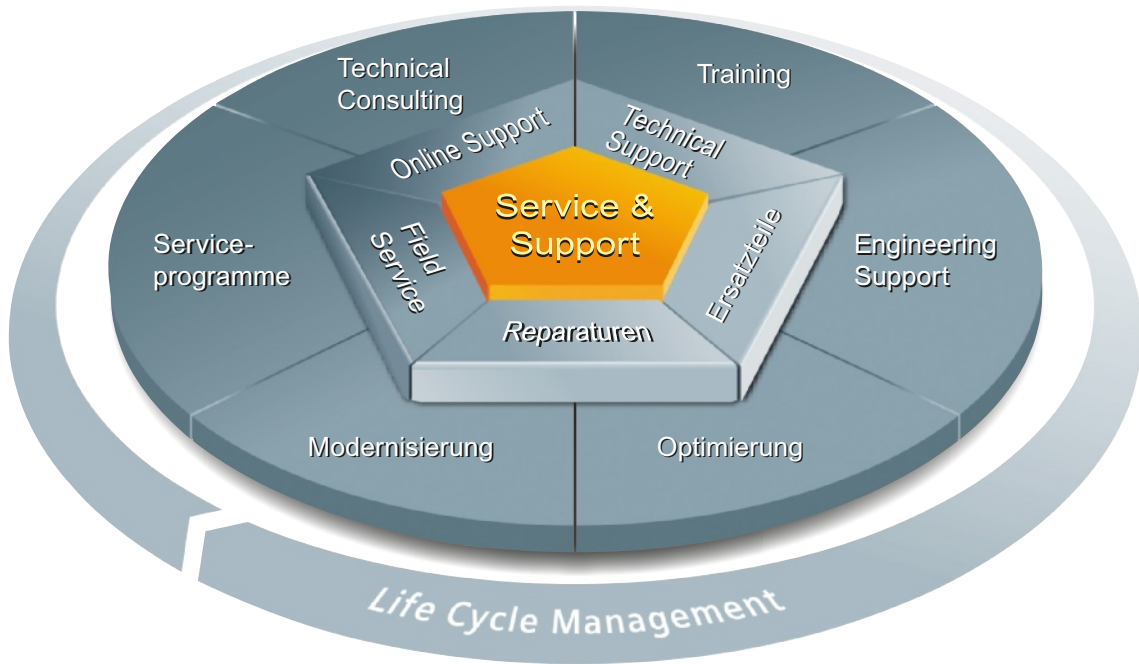 Technical
Consulting
Training
Online Support
Technical
Support
Service &
Support
Service-
programme
Field
Service
Ersatzteile
Engineering
Support
Reparaturen
Modernisierung
Optimierung
Life Cycle Management